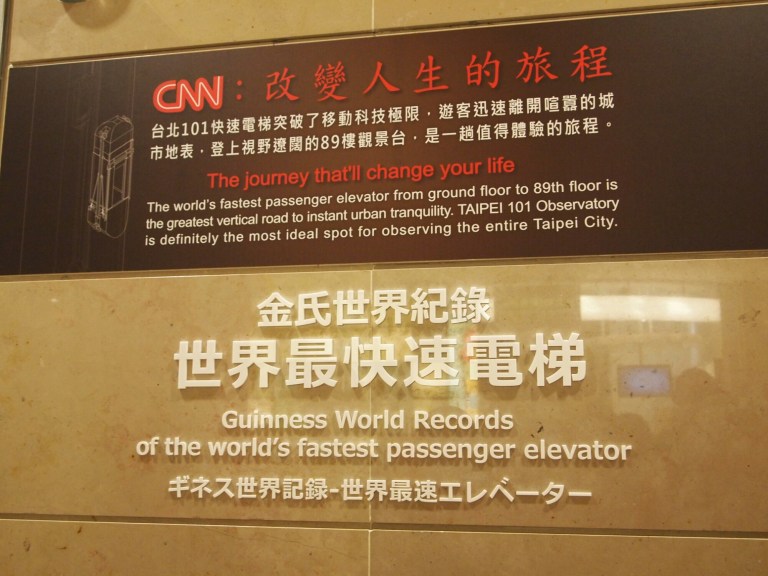 CNN：改變人生的旅程
台北101快速電梯突破了移動科技極限，遊客迅速離開喧囂的城
市地表，登上視野遼闊的89樓觀景台，是一趟值得體驗的旅程。
The journey that'll change your life
The world's fastest passenger elevator from ground floor to 89th floor is
the greatest vertical road to instant urban tranquility. TAIPEI 101 Observatory
is definitely the most ideal spot for observing the entire Taipei City.
金氏世界紀錄
世界最快速電梯
Guinness World Records
of the world's fastest passenger elevator
ギネス世界記録-世界最速エレベーター